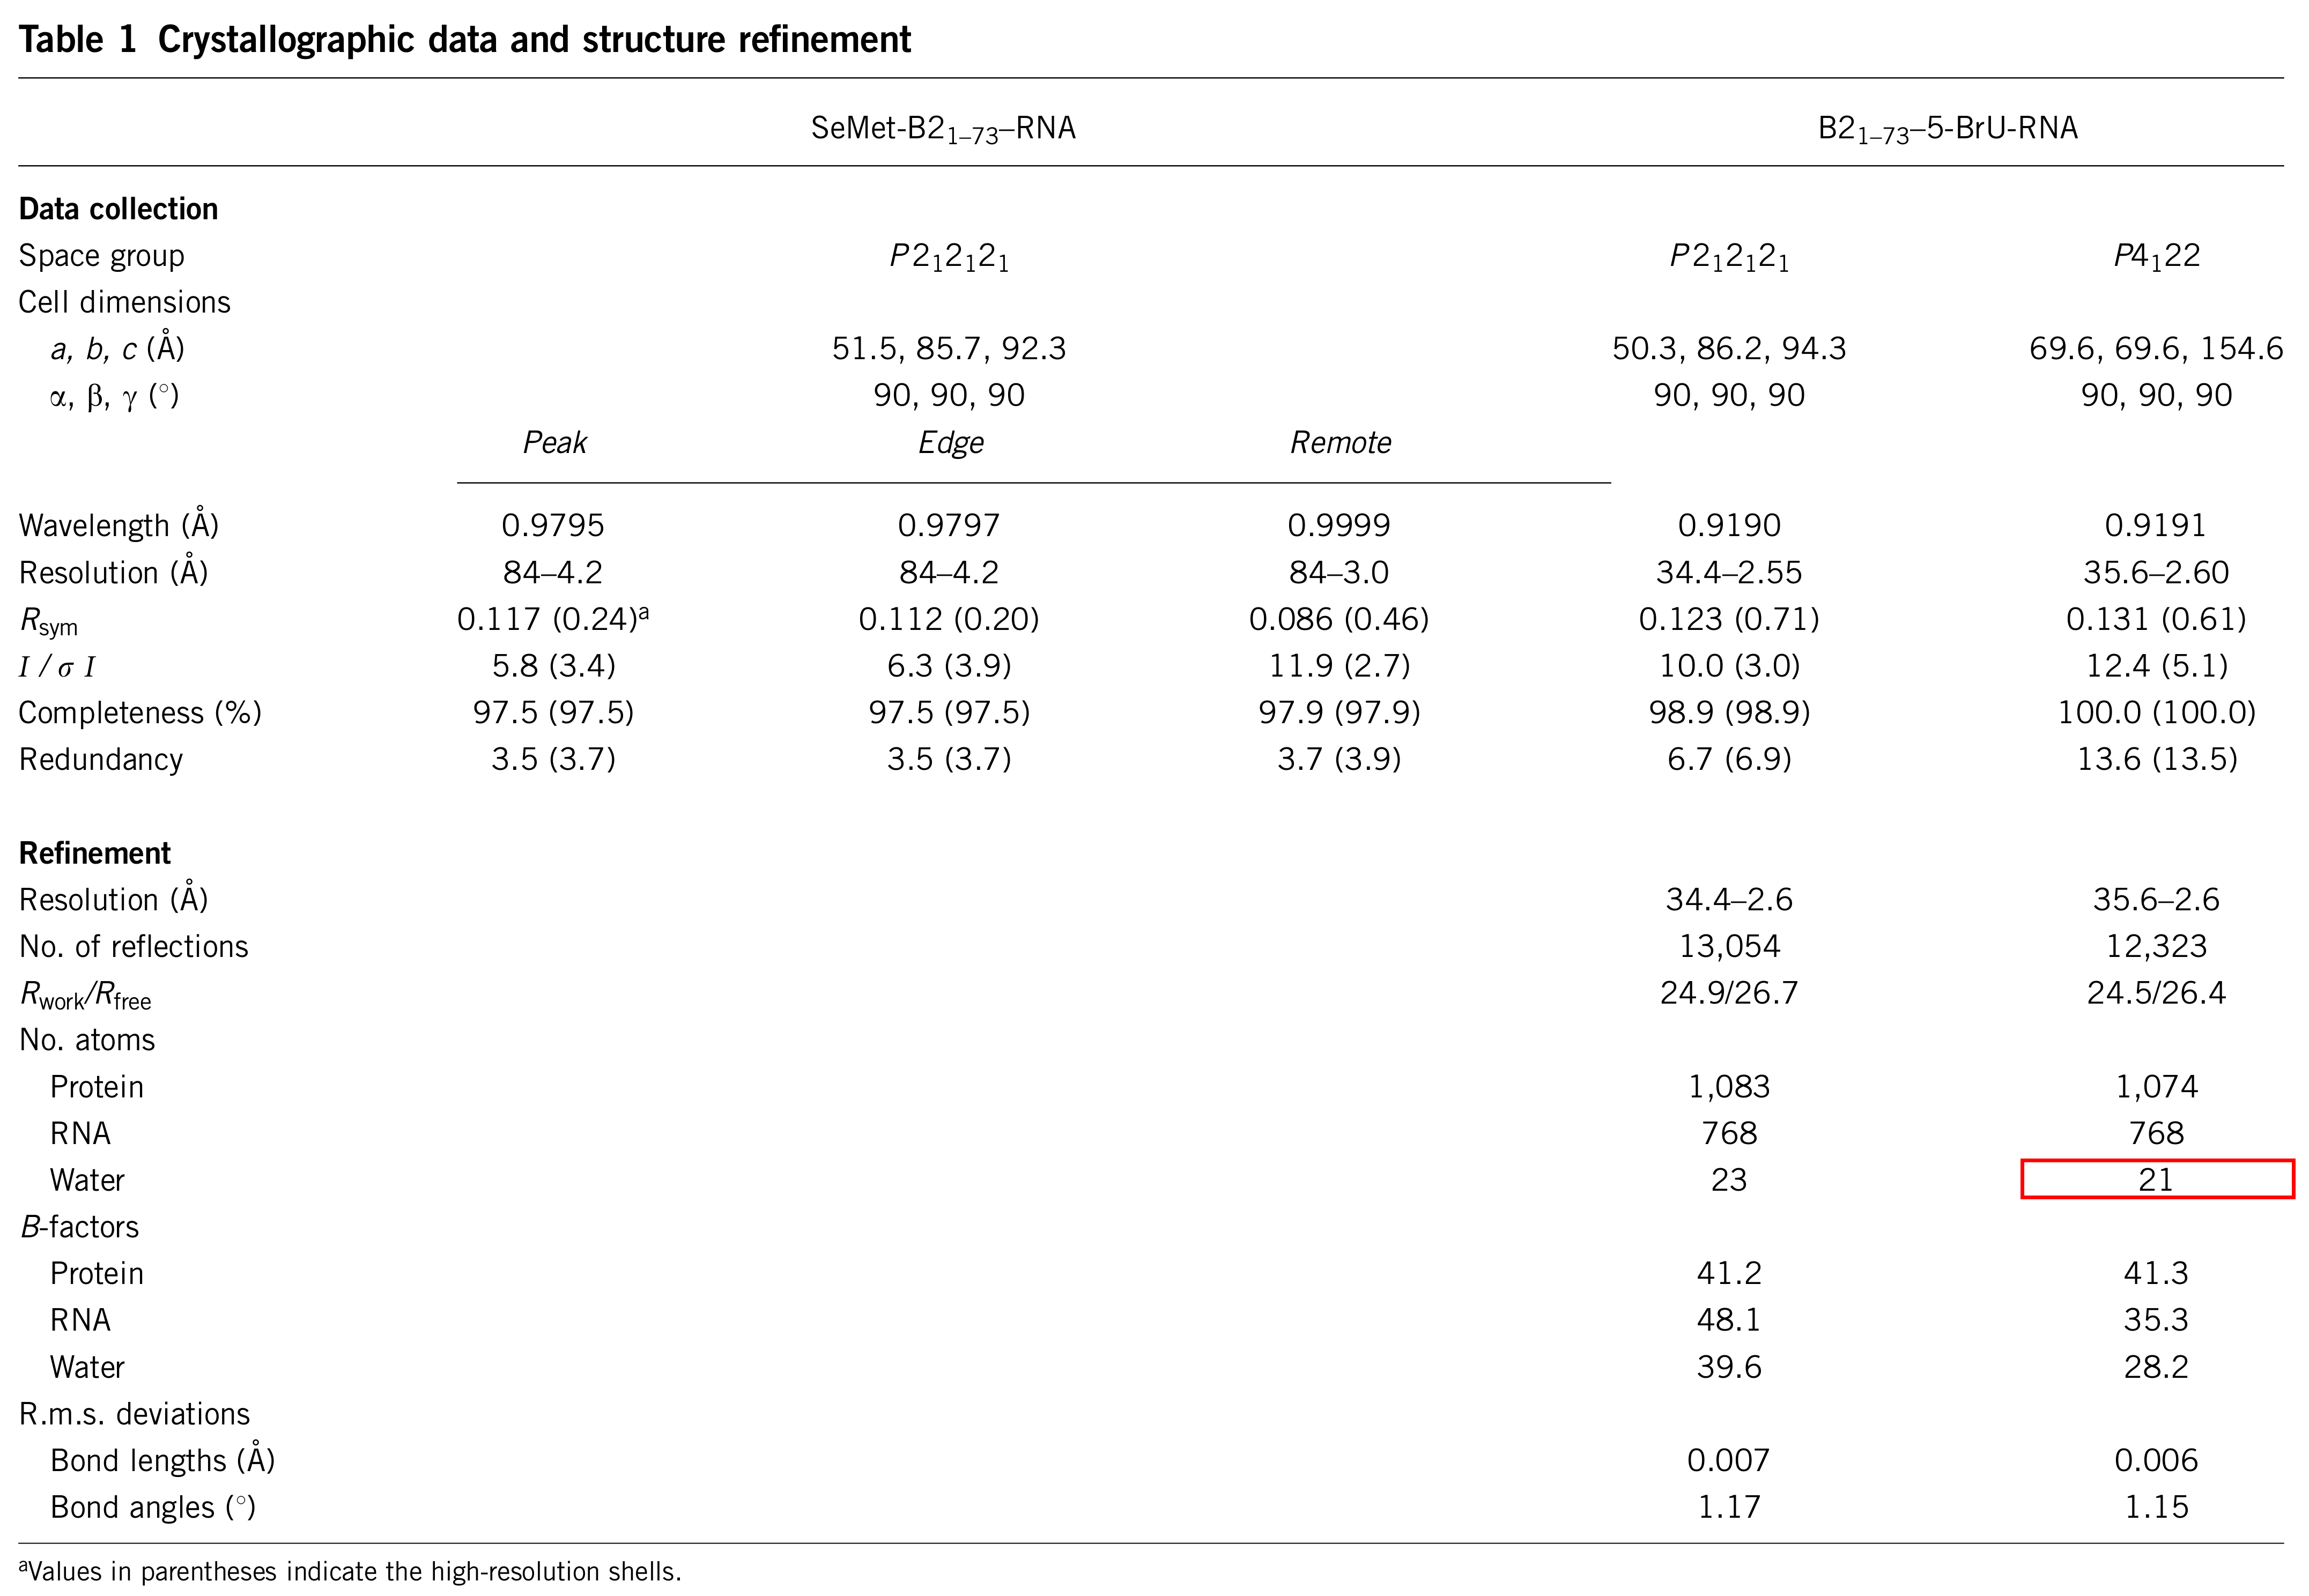 Table 1 Crystallographic data and structure refinement
SeMet-B2₁–₇₃–RNA B2₁–₇₃–5-BrU-RNA
Data collection
Space group P2₁2₁2₁ P2₁2₁2₁ P4₁22
Cell dimensions
a, b, c (Å) 51.5, 85.7, 92.3 50.3, 86.2, 94.3 69.6, 69.6, 154.6
α, β, γ (°) 90, 90, 90 90, 90, 90 90, 90, 90
Peak Edge Remote
Wavelength (Å) 0.9795 0.9797 0.9999 0.9190 0.9191
Resolution (Å) 84–4.2 84–4.2 84–3.0 34.4–2.55 35.6–2.60
Rsym 0.117 (0.24)ᵃ 0.112 (0.20) 0.086 (0.46) 0.123 (0.71) 0.131 (0.61)
I / σ I 5.8 (3.4) 6.3 (3.9) 11.9 (2.7) 10.0 (3.0) 12.4 (5.1)
Completeness (%) 97.5 (97.5) 97.5 (97.5) 97.9 (97.9) 98.9 (98.9) 100.0 (100.0)
Redundancy 3.5 (3.7) 3.5 (3.7) 3.7 (3.9) 6.7 (6.9) 13.6 (13.5)
Refinement
Resolution (Å) 34.4–2.6 35.6–2.6
No. of reflections 13,054 12,323
Rwork/Rfree 24.9/26.7 24.5/26.4
No. atoms
Protein 1,083 1,074
RNA 768 768
Water 23 21
B-factors
Protein 41.2 41.3
RNA 48.1 35.3
Water 39.6 28.2
R.m.s. deviations
Bond lengths (Å) 0.007 0.006
Bond angles (°) 1.17 1.15
ᵃValues in parentheses indicate the high-resolution shells.